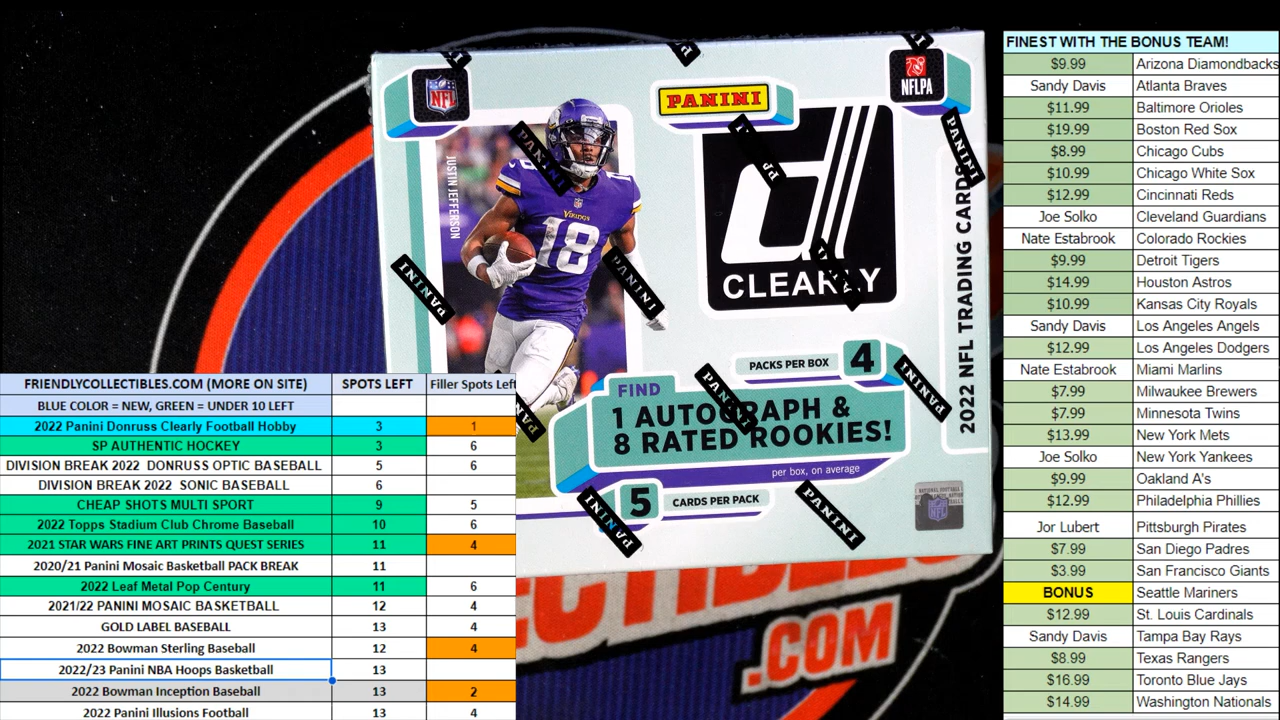 FRIENDLYCOLLECTIBLES.COM (MORE ON SITE) SPOTS LEFT Filler Spots Left
BLUE COLOR = NEW, GREEN = UNDER 10 LEFT
2022 Panini Donruss Clearly Football Hobby 3 1
SP AUTHENTIC HOCKEY 3 6
DIVISION BREAK 2022 DONRUSS OPTIC BASEBALL 5 6
DIVISION BREAK 2022 SONIC BASEBALL 6
CHEAP SHOTS MULTI SPORT 9 5
2022 Topps Stadium Club Chrome Baseball 10 6
2021 STAR WARS FINE ART PRINTS QUEST SERIES 11 4
2020/21 Panini Mosaic Basketball PACK BREAK 11
2022 Leaf Metal Pop Century 11 6
2021/22 PANINI MOSAIC BASKETBALL 12 4
GOLD LABEL BASEBALL 13 4
2022 Bowman Sterling Baseball 12 4
2022/23 Panini NBA Hoops Basketball 13
2022 Bowman Inception Baseball 13 2
2022 Panini Illusions Football 13 4
NFL
PANINI
NFLPA
JUSTIN JEFFERSON
VIKINGS
18
18
d
CLEARLY
2022 NFL TRADING CARDS
PACKS PER BOX 4
FIND
1 AUTOGRAPH &
8 RATED ROOKIES!
per box, on average
5 CARDS PER PACK
PANINI
PANINI
PANINI
PANINI
PANINI
PANINI
PANINI
PANINI
NFL
.COM
FINEST WITH THE BONUS TEAM!
$9.99 Arizona Diamondbacks
Sandy Davis Atlanta Braves
$11.99 Baltimore Orioles
$19.99 Boston Red Sox
$8.99 Chicago Cubs
$10.99 Chicago White Sox
$12.99 Cincinnati Reds
Joe Solko Cleveland Guardians
Nate Estabrook Colorado Rockies
$9.99 Detroit Tigers
$14.99 Houston Astros
$10.99 Kansas City Royals
Sandy Davis Los Angeles Angels
$12.99 Los Angeles Dodgers
Nate Estabrook Miami Marlins
$7.99 Milwaukee Brewers
$7.99 Minnesota Twins
$13.99 New York Mets
Joe Solko New York Yankees
$9.99 Oakland A's
$12.99 Philadelphia Phillies
Jor Lubert Pittsburgh Pirates
$7.99 San Diego Padres
$3.99 San Francisco Giants
BONUS Seattle Mariners
$12.99 St. Louis Cardinals
Sandy Davis Tampa Bay Rays
$8.99 Texas Rangers
$16.99 Toronto Blue Jays
$14.99 Washington Nationals